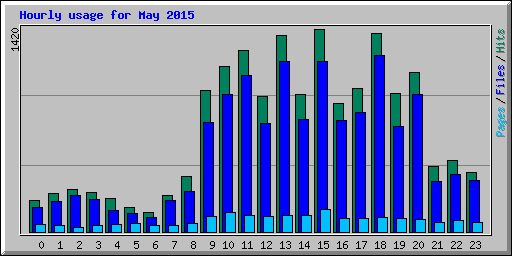 Hourly usage for May 2015
1420
Pages / Files / Hits
0 1 2 3 4 5 6 7 8 9 10 11 12 13 14 15 16 17 18 19 20 21 22 23